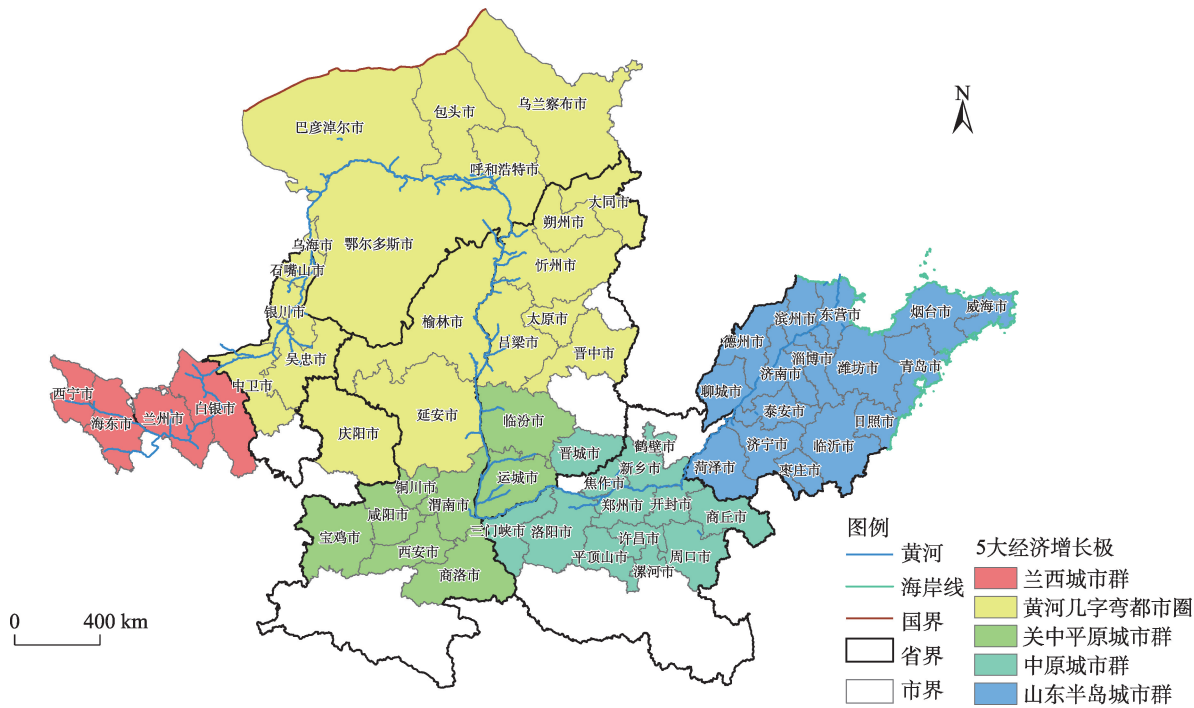 乌兰察布市
包头市
巴彦淖尔市
呼和浩特市
大同市
朔州市
乌海市
鄂尔多斯市
石嘴山市
忻州市
银川市
榆林市
太原市
吕梁市
晋中市
吴忠市
中卫市
西宁市
海东市
兰州市
白银市
庆阳市
延安市
临汾市
晋城市
运城市
铜川市
渭南市
咸阳市
宝鸡市
西安市
商洛市
三门峡市
洛阳市
焦作市
新乡市
鹤壁市
郑州市
开封市
商丘市
许昌市
平顶山市
漯河市
周口市
N
威海市
烟台市
东营市
滨州市
德州市
淄博市
潍坊市
青岛市
济南市
聊城市
泰安市
日照市
济宁市
临沂市
菏泽市
枣庄市
0 400 km
图例
黄河
海岸线
国界
省界
市界
5大经济增长极
兰西城市群
黄河几字弯都市圈
关中平原城市群
中原城市群
山东半岛城市群